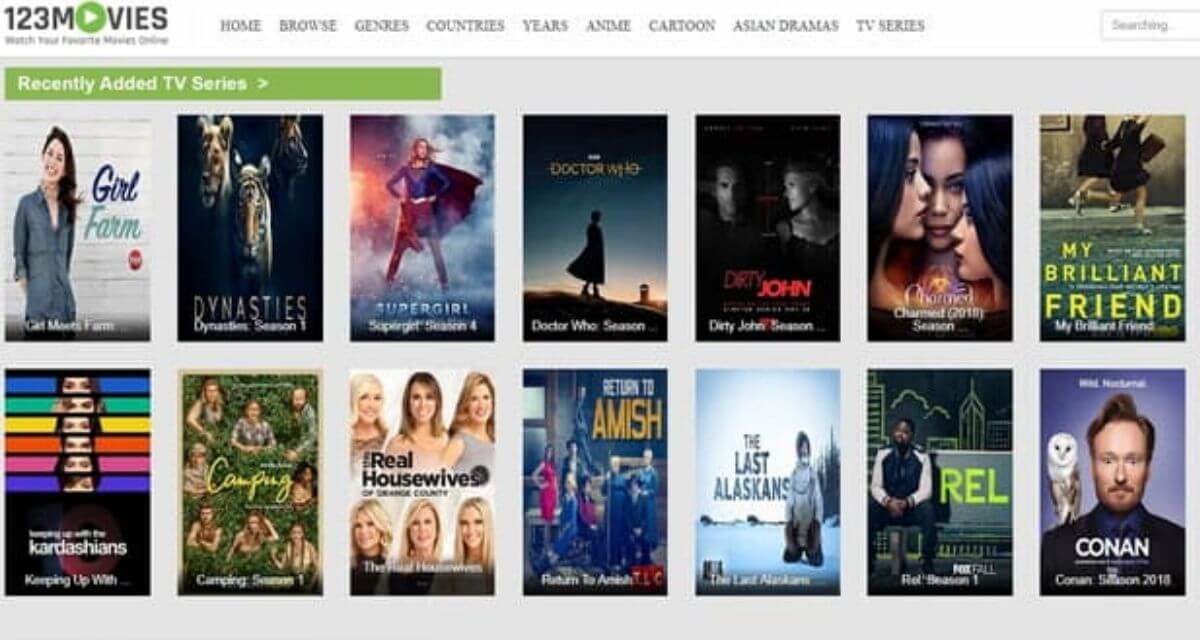 123MOVIES
Watch Your Favorite Movies Online
HOME BROWSE GENRES COUNTRIES YEARS ANIME CARTOON ASIAN DRAMAS TV SERIES
Searching...
Recently Added TV Series >
Girl
Farm
Girl Meets Farm
DYNASTIES
Dynasties: Season 1
SUPERGIRL
Supergirl: Season 4
BBC
DOCTOR WHO
Doctor Who: Season ...
DIRTY
JOHN
Dirty John: Season ...
Charmed
Charmed (2018)
Season ...
MY
BRILLIANT
FRIEND
My Brilliant Friend:
keeping up with the
kardashians
Keeping Up With ...
Camping
Camping: Season 1
The Real
Housewives
OF ORANGE COUNTY
The Real Housewives
RETURN TO
AMISH
TLC
Return To Amish:
THE
LAST
ALASKANS
The Last Alaskans
REL
FOX FALL
Rel: Season 1
Wild. Nocturnal.
CONAN
Conan: Season 2018